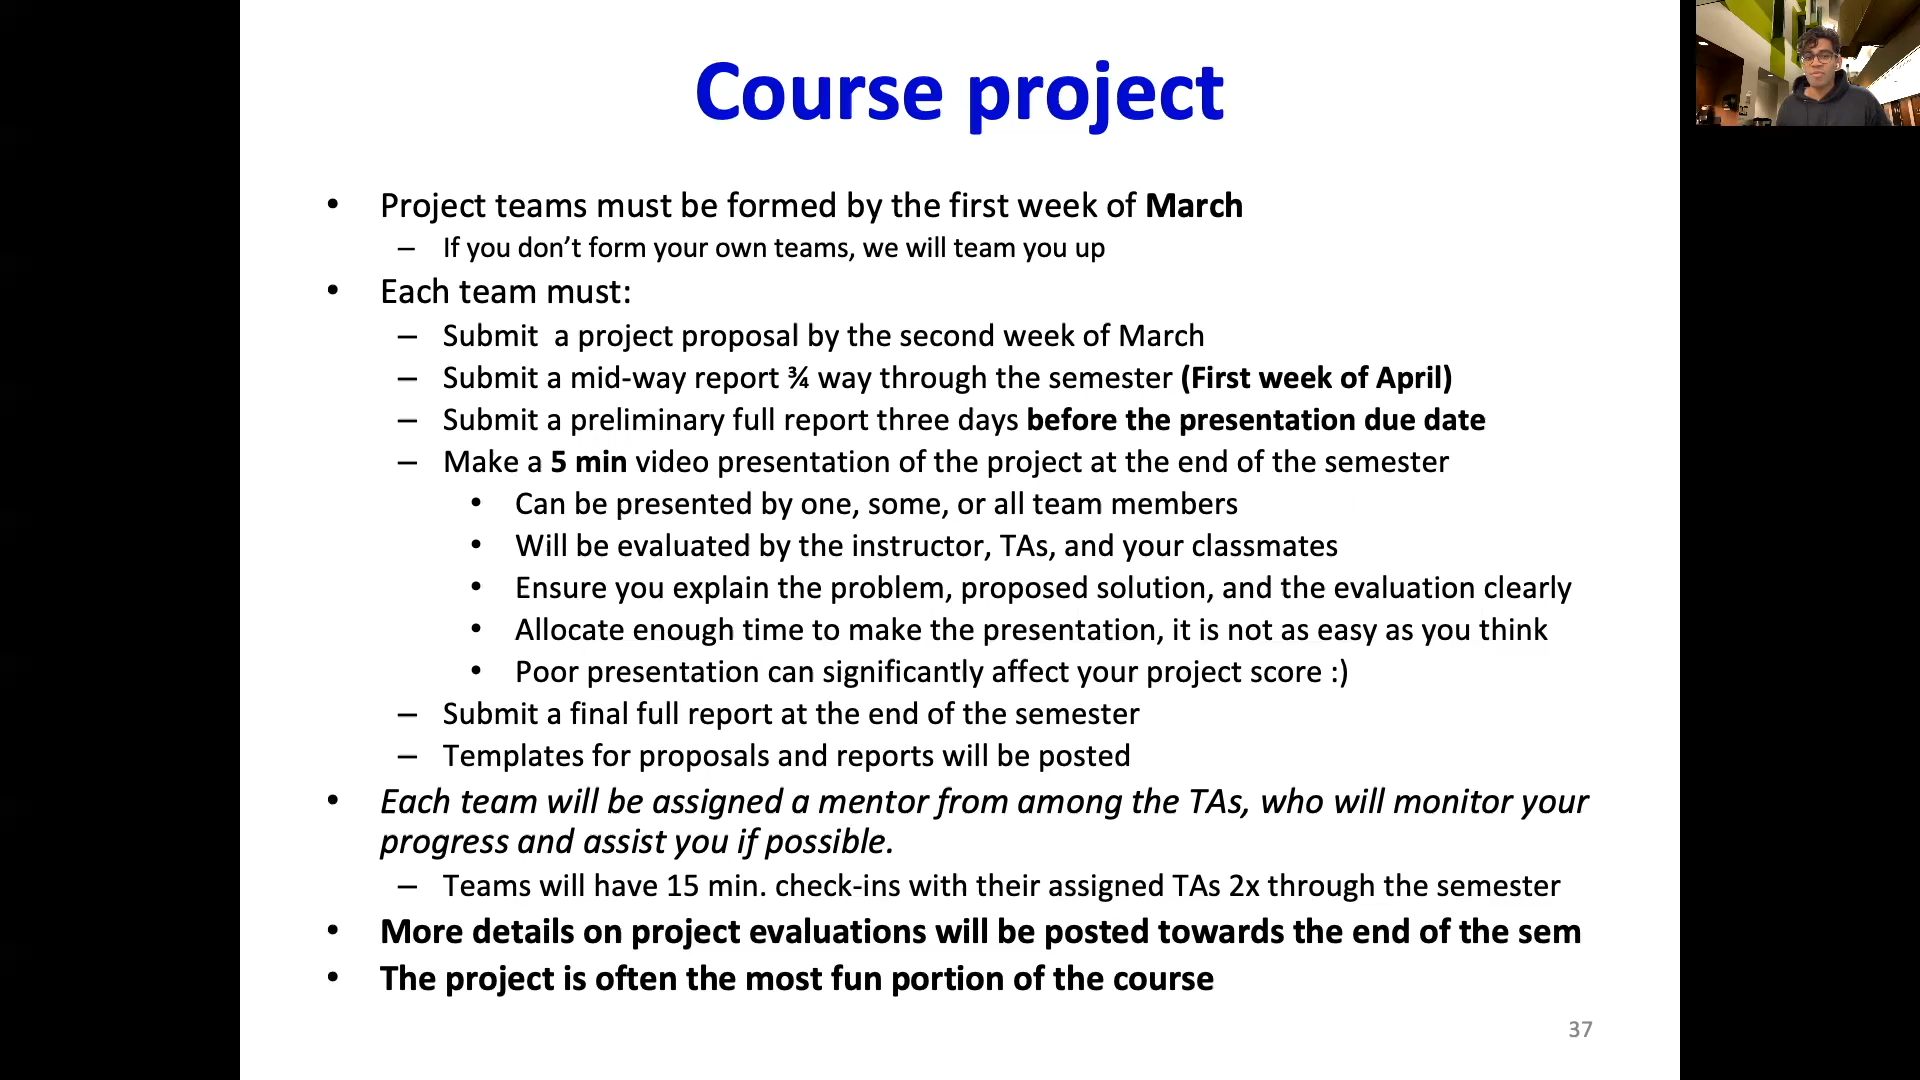 Course project
• Project teams must be formed by the first week of March
– If you don’t form your own teams, we will team you up
• Each team must:
– Submit  a project proposal by the second week of March
– Submit a mid-way report ¾ way through the semester (First week of April)
– Submit a preliminary full report three days before the presentation due date
– Make a 5 min video presentation of the project at the end of the semester
• Can be presented by one, some, or all team members
• Will be evaluated by the instructor, TAs, and your classmates
• Ensure you explain the problem, proposed solution, and the evaluation clearly
• Allocate enough time to make the presentation, it is not as easy as you think
• Poor presentation can significantly affect your project score :)
– Submit a final full report at the end of the semester
– Templates for proposals and reports will be posted
• Each team will be assigned a mentor from among the TAs, who will monitor your
progress and assist you if possible.
– Teams will have 15 min. check-ins with their assigned TAs 2x through the semester
• More details on project evaluations will be posted towards the end of the sem
• The project is often the most fun portion of the course
37